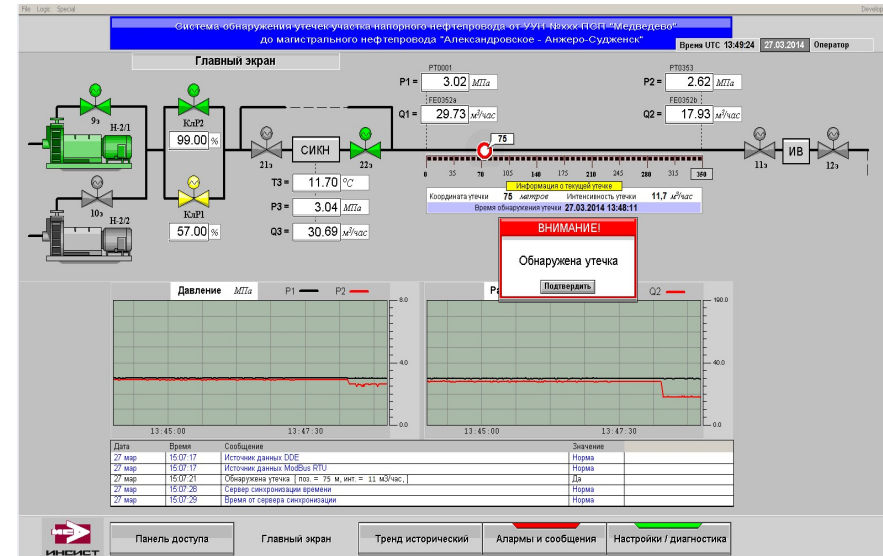 File Logic Special
Develop
Система обнаружения утечек участка напорного нефтепровода от УУН №xxx ПСП "Медведево"
до магистрального нефтепровода "Александровское - Анжеро-Судженск"
Время UTC 13:49:24 27.03.2014 Оператор
Главный экран
PT0001
P1 = 3.02 МПа
PT0353
P2 = 2.62 МПа
FE0352a
Q1 = 29.73 м³/час
FE0352b
Q2 = 17.93 м³/час
9э
Н-2/1
КлР2
99.00 %
21э
СИКН
22э
75
11э
ИВ
12э
0 35 70 105 140 175 210 245 280 315 350
Информация о текущей утечке
Координата утечки 75 метров Интенсивность утечки 11,7 м³/час
Время обнаружения утечки 27.03.2014 13:48:11
T3 = 11.70 °C
P3 = 3.04 МПа
Q3 = 30.69 м³/час
10э
Н-2/2
КлР1
57.00 %
ВНИМАНИЕ!
Обнаружена утечка
Подтвердить
Давление МПа P1 P2
8.0
4.0
0.0
13:45:00 13:47:30
Ра
Q2
190.0
40.0
0.0
13:45:00 13:47:30
Дата Время Сообщение Значение
27 мар 15:07:17 Источник данных DDE Норма
27 мар 15:07:17 Источник данных ModBus RTU Норма
27 мар 15:07:21 Обнаружена утечка [ поз. = 75 м, инт. = 11 м3/час, ] Да
27 мар 15:07:28 Сервер синхронизации времени Норма
27 мар 15:07:29 Время от сервера синхронизации Норма
ИНСИСТ
Панель доступа
Главный экран
Тренд исторический
Алармы и сообщения
Настройки / диагностика